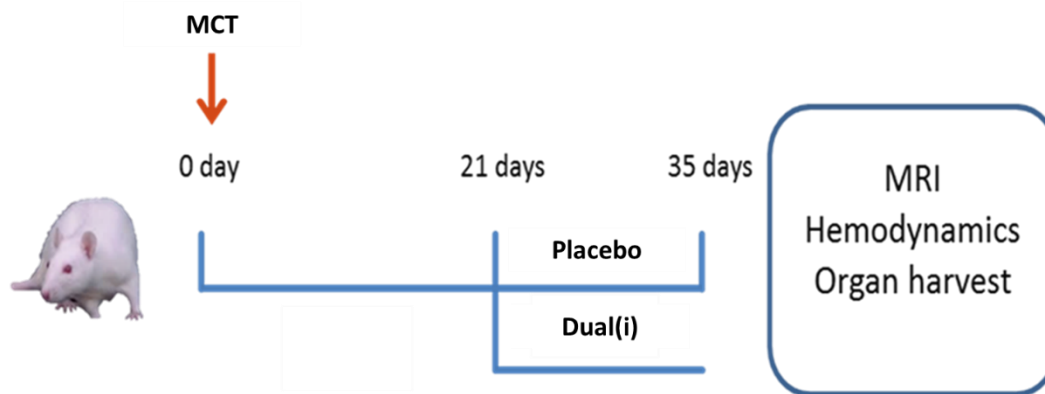 MCT
0 day
21 days
35 days
Placebo
Dual(i)
MRI
Hemodynamics
Organ harvest